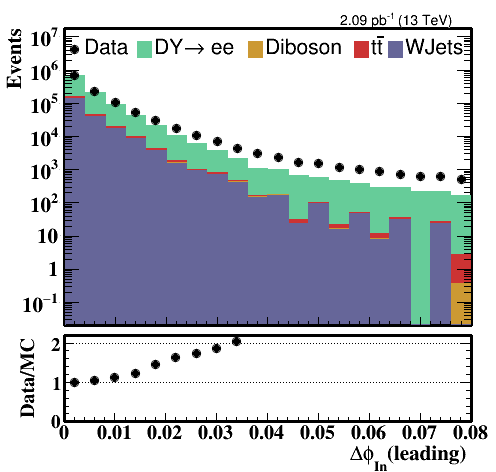 2.09 pb⁻¹ (13 TeV)
Events
10⁷
10⁶
10⁵
10⁴
10³
10²
10
1
10⁻¹
Data DY→ ee Diboson tt̄ WJets
Data/MC
2
1
0
0 0.01 0.02 0.03 0.04 0.05 0.06 0.07 0.08
Δϕ_In (leading)